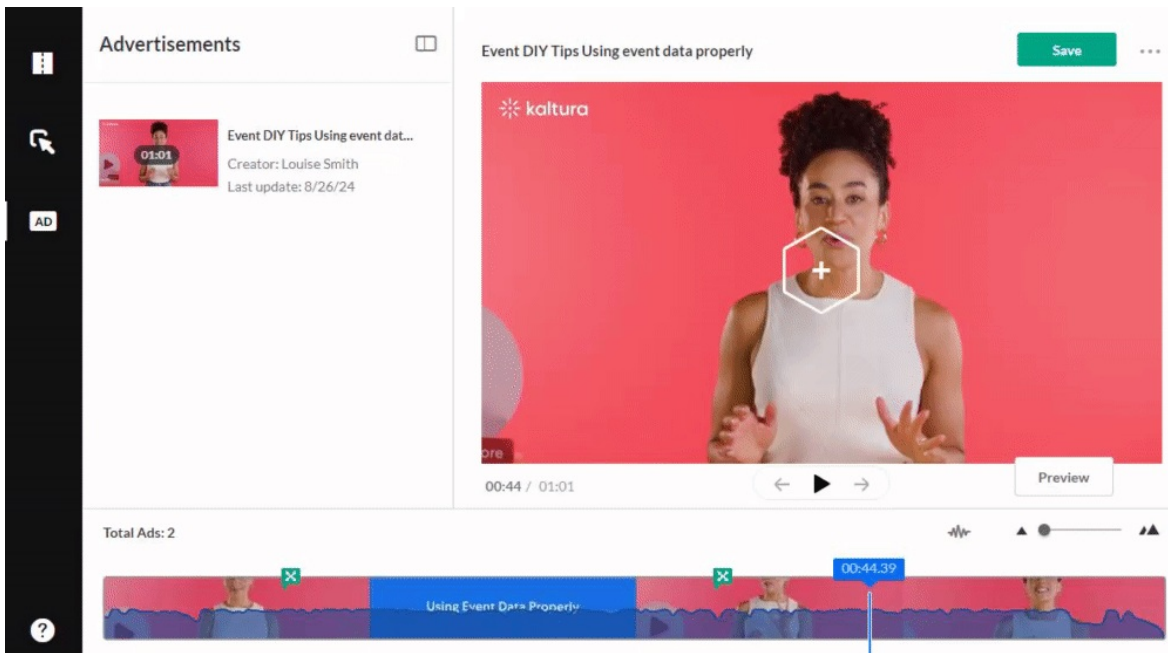 Advertisements
Event DIY Tips Using event data properly
Save
kaltura
Event DIY Tips Using event dat...
01:01
Creator: Louise Smith
Last update: 8/26/24
AD
ore
00:44 / 01:01
Preview
Total Ads: 2
00:44.39
Using Event Data Properly
?